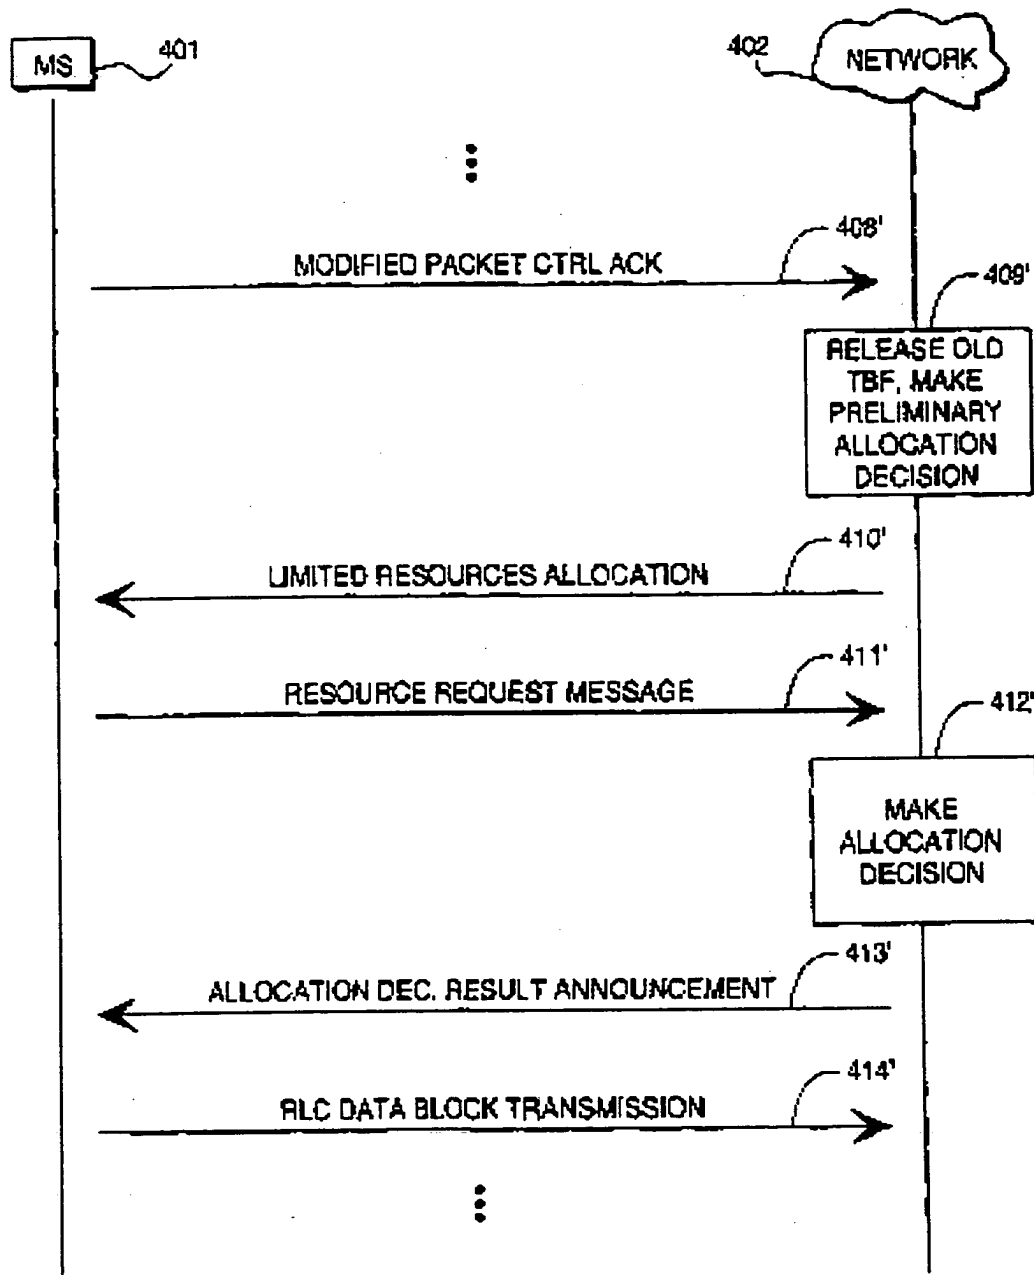 MS
401
402
NETWORK
408'
MODIFIED PACKET CTRL ACK
409'
RELEASE OLD
TBF, MAKE
PRELIMINARY
ALLOCATION
DECISION
410'
LIMITED RESOURCES ALLOCATION
411'
RESOURCE REQUEST MESSAGE
412'
MAKE
ALLOCATION
DECISION
413'
ALLOCATION DEC. RESULT ANNOUNCEMENT
414'
RLC DATA BLOCK TRANSMISSION